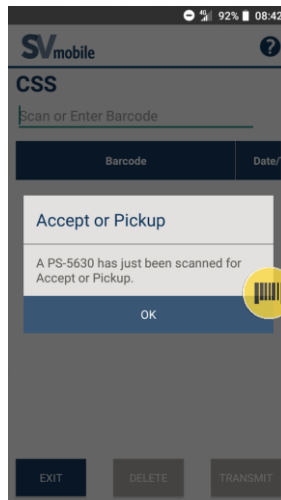 92% 08:42
SVmobile
CSS
Scan or Enter Barcode
Barcode Date/
Accept or Pickup
A PS-5630 has just been scanned for
Accept or Pickup.
OK
EXIT DELETE TRANSMIT